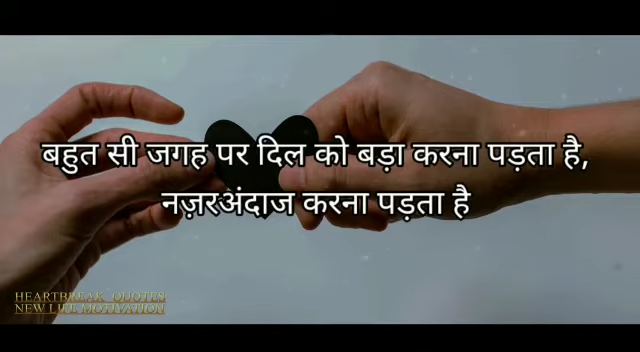 बहुत सी जगह पर दिल को बड़ा करना पड़ता है,
नज़रअंदाज करना पड़ता है
HEARTBREAK QUOTES
NEW LIFE MOTIVATION